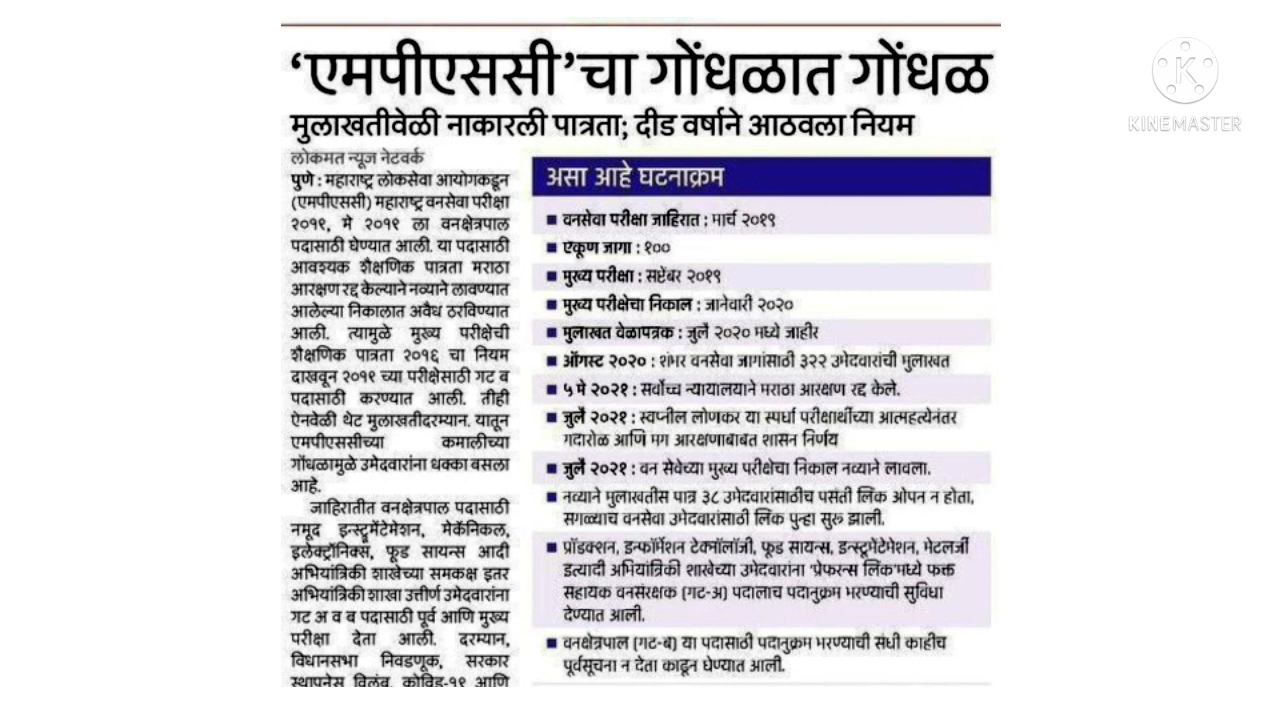 ‘एमपीएससी’चा गोंधळात गोंधळ
मुलाखतीवेळी नाकारली पात्रता; दीड वर्षाने आठवला नियम
लोकमत न्यूज नेटवर्क
पुणे : महाराष्ट्र लोकसेवा आयोगाकडून
(एमपीएससी) महाराष्ट्र वनसेवा परीक्षा
२०१९, मे २०१९ ला वनक्षेत्रपाल
पदासाठी घेण्यात आली. या पदासाठी
आवश्यक शैक्षणिक पात्रता मराठा
आरक्षण रद्द केल्याने नव्याने लावण्यात
आलेल्या निकालात अवैध ठरविण्यात
आली. त्यामुळे मुख्य परीक्षेची
शैक्षणिक पात्रता २०१६ चा नियम
दाखवून २०१९ च्या परीक्षेसाठी गट ब
पदासाठी करण्यात आली. तीही
ऐनवेळी थेट मुलाखतीदरम्यान. यातून
एमपीएससीच्या कमालीच्या
गोंधळामुळे उमेदवारांना धक्का बसला
आहे.
जाहिरातीत वनक्षेत्रपाल पदासाठी
नमूद इन्स्ट्रूमेंटेमेशन, मेकॅनिकल,
इलेक्ट्रॉनिक्स, फूड सायन्स आदी
अभियांत्रिकी शाखेच्या समकक्ष इतर
अभियांत्रिकी शाखा उत्तीर्ण उमेदवारांना
गट अ व ब पदासाठी पूर्व आणि मुख्य
परीक्षा देता आली. दरम्यान,
विधानसभा निवडणूक, सरकार
स्थापनेस विलंब, कोविड-१९ आणि
असा आहे घटनाक्रम
■ वनसेवा परीक्षा जाहिरात : मार्च २०१९
■ एकूण जागा : १००
■ मुख्य परीक्षा : सप्टेंबर २०१९
■ मुख्य परीक्षेचा निकाल : जानेवारी २०२०
■ मुलाखत वेळापत्रक : जुलै २०२० मध्ये जाहीर
■ ऑगस्ट २०२० : शंभर वनसेवा जागांसाठी ३२२ उमेदवारांची मुलाखत
■ ५ मे २०२१ : सर्वोच्च न्यायालयाने मराठा आरक्षण रद्द केले.
■ जुलै २०२१ : स्वप्नील लोणकर या स्पर्धा परीक्षार्थीच्या आत्महत्येनंतर
गदारोळ आणि मग आरक्षणाबाबत शासन निर्णय
■ जुलै २०२१ : वन सेवेच्या मुख्य परीक्षेचा निकाल नव्याने लावला.
■ नव्याने मुलाखतीस पात्र ३८ उमेदवारांसाठीच पसंती लिंक ओपन न होता,
सगळ्याच वनसेवा उमेदवारांसाठी लिंक पुन्हा सुरू झाली.
■ प्रॉडक्शन, इन्फॉर्मेशन टेक्नॉलॉजी, फूड सायन्स, इन्स्ट्रूमेंटेमेशन, मेटलर्जी
इत्यादी अभियांत्रिकी शाखेच्या उमेदवारांना ‘प्रेफरन्स लिंक’मध्ये फक्त
सहायक वनसंरक्षक (गट-अ) पदालाच पदानुक्रम भरण्याची सुविधा
देण्यात आली.
■ वनक्षेत्रपाल (गट-ब) या पदासाठी पदानुक्रम भरण्याची संधी काहीच
पूर्वसूचना न देता काढून घेण्यात आली.
K
KINEMASTER